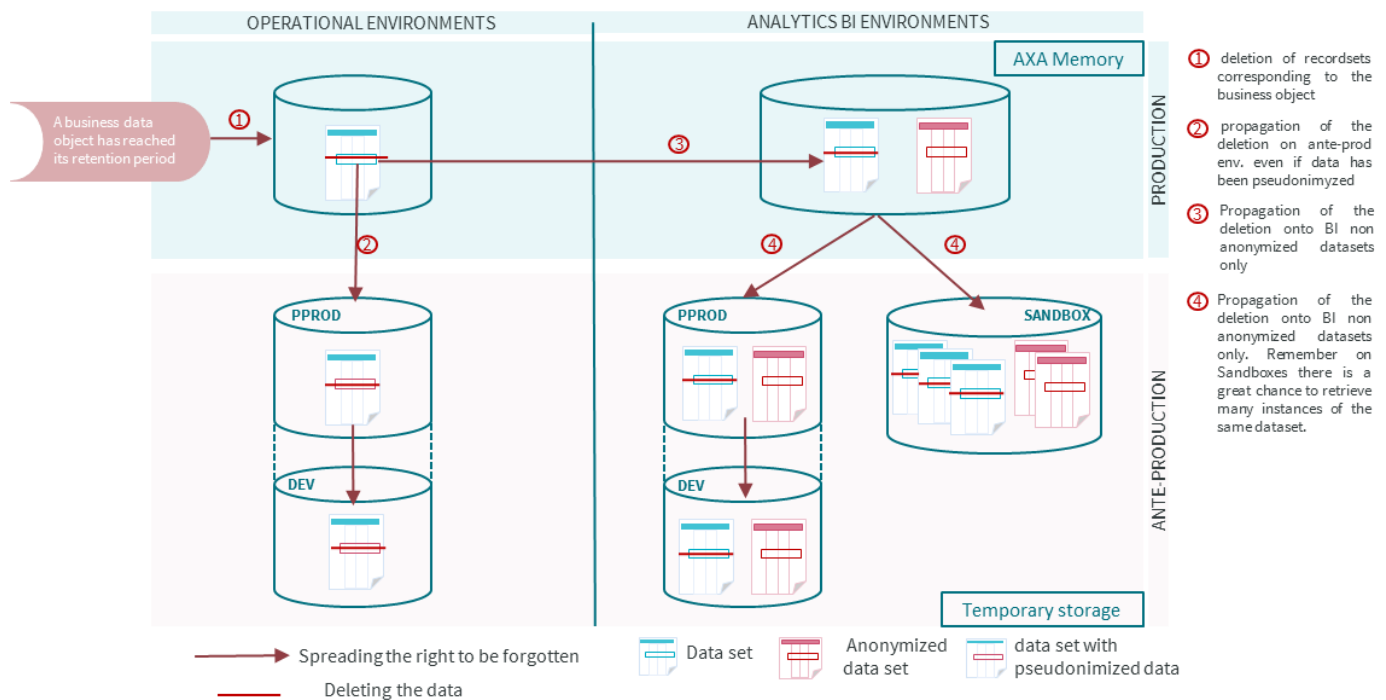 OPERATIONAL ENVIRONMENTS
ANALYTICS BI ENVIRONMENTS
AXA Memory
A business data
object has reached
its retention period
1
3
2
4
4
PRODUCTION
PPROD
PPROD
SANDBOX
DEV
DEV
ANTE-PRODUCTION
Temporary storage
1 deletion of recordsets
corresponding to the
business object
2 propagation of the
deletion on ante-prod
env. even if data has
been pseudonimyzed
3 Propagation of the
deletion onto BI non
anonymized datasets
only
4 Propagation of the
deletion onto BI non
anonymized datasets
only. Remember on
Sandboxes there is a
great chance to retrieve
many instances of the
same dataset.
Spreading the right to be forgotten
Deleting the data
Data set
Anonymized
data set
data set with
pseudonimized data